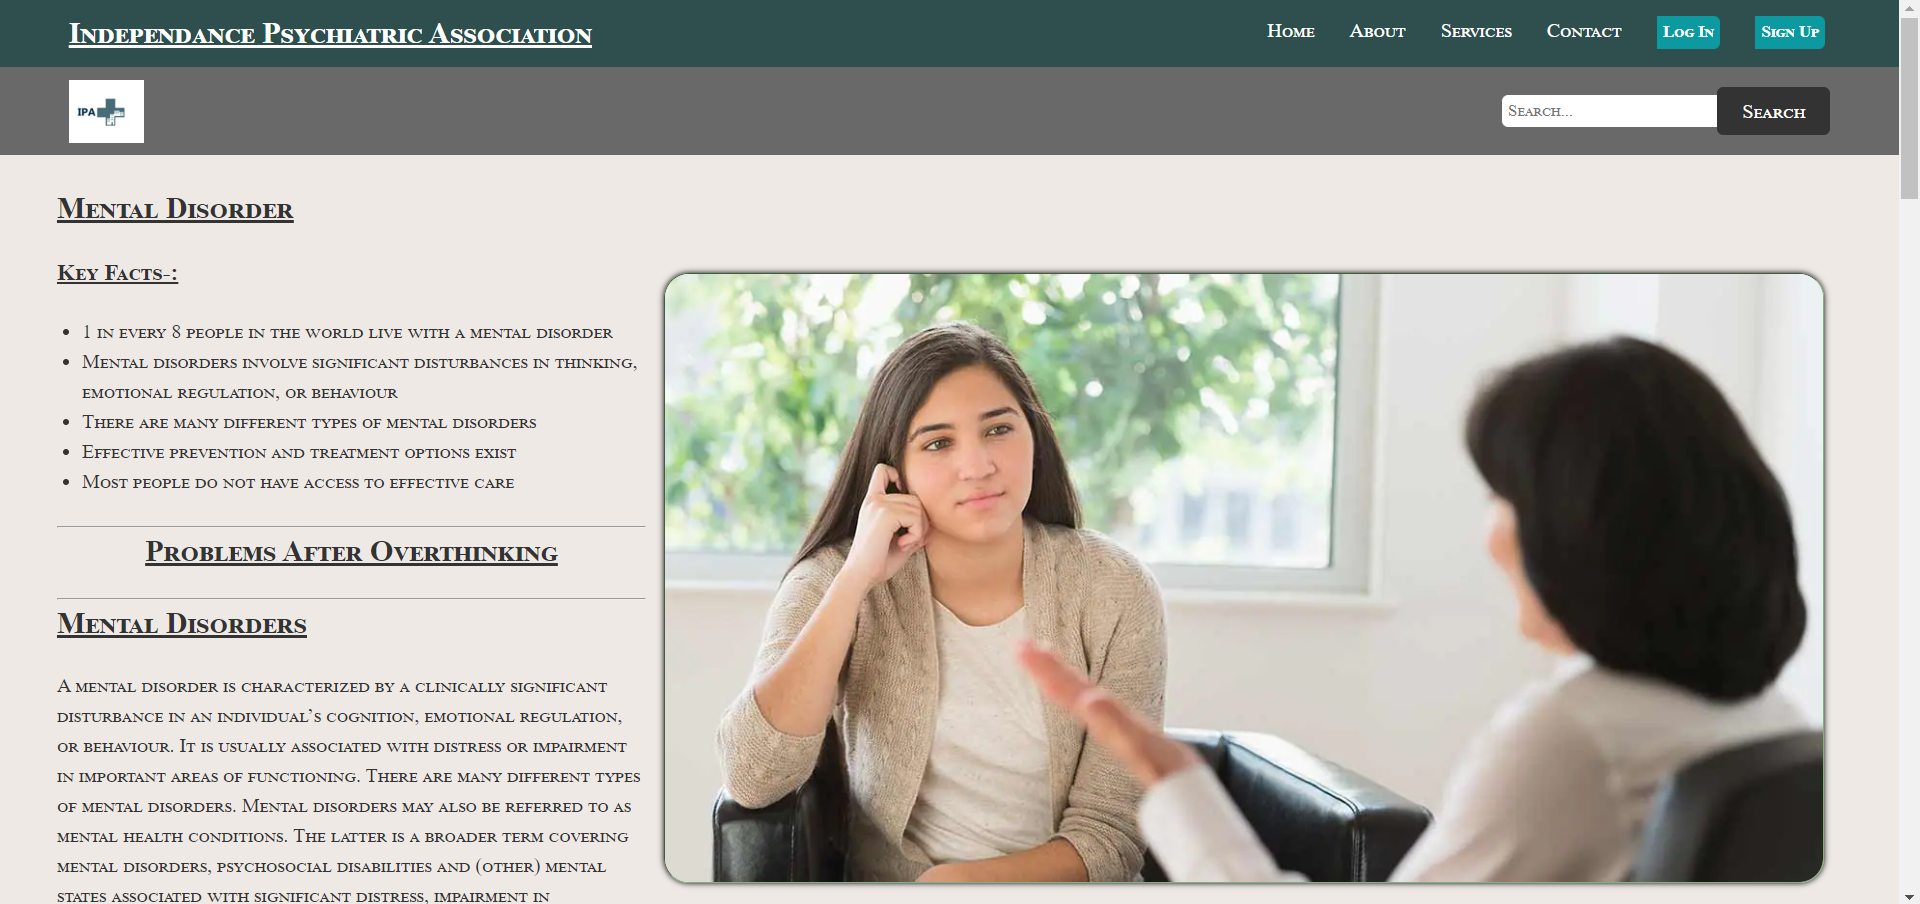 Independance Psychiatric Association
Home About Services Contact Log In Sign Up
IPA
Search... Search
Mental Disorder
Key Facts-:
1 in every 8 people in the world live with a mental disorder
Mental disorders involve significant disturbances in thinking,
emotional regulation, or behaviour
There are many different types of mental disorders
Effective prevention and treatment options exist
Most people do not have access to effective care
Problems After Overthinking
Mental Disorders
A mental disorder is characterized by a clinically significant
disturbance in an individual’s cognition, emotional regulation,
or behaviour. It is usually associated with distress or impairment
in important areas of functioning. There are many different types
of mental disorders. Mental disorders may also be referred to as
mental health conditions. The latter is a broader term covering
mental disorders, psychosocial disabilities and (other) mental
states associated with significant distress, impairment in